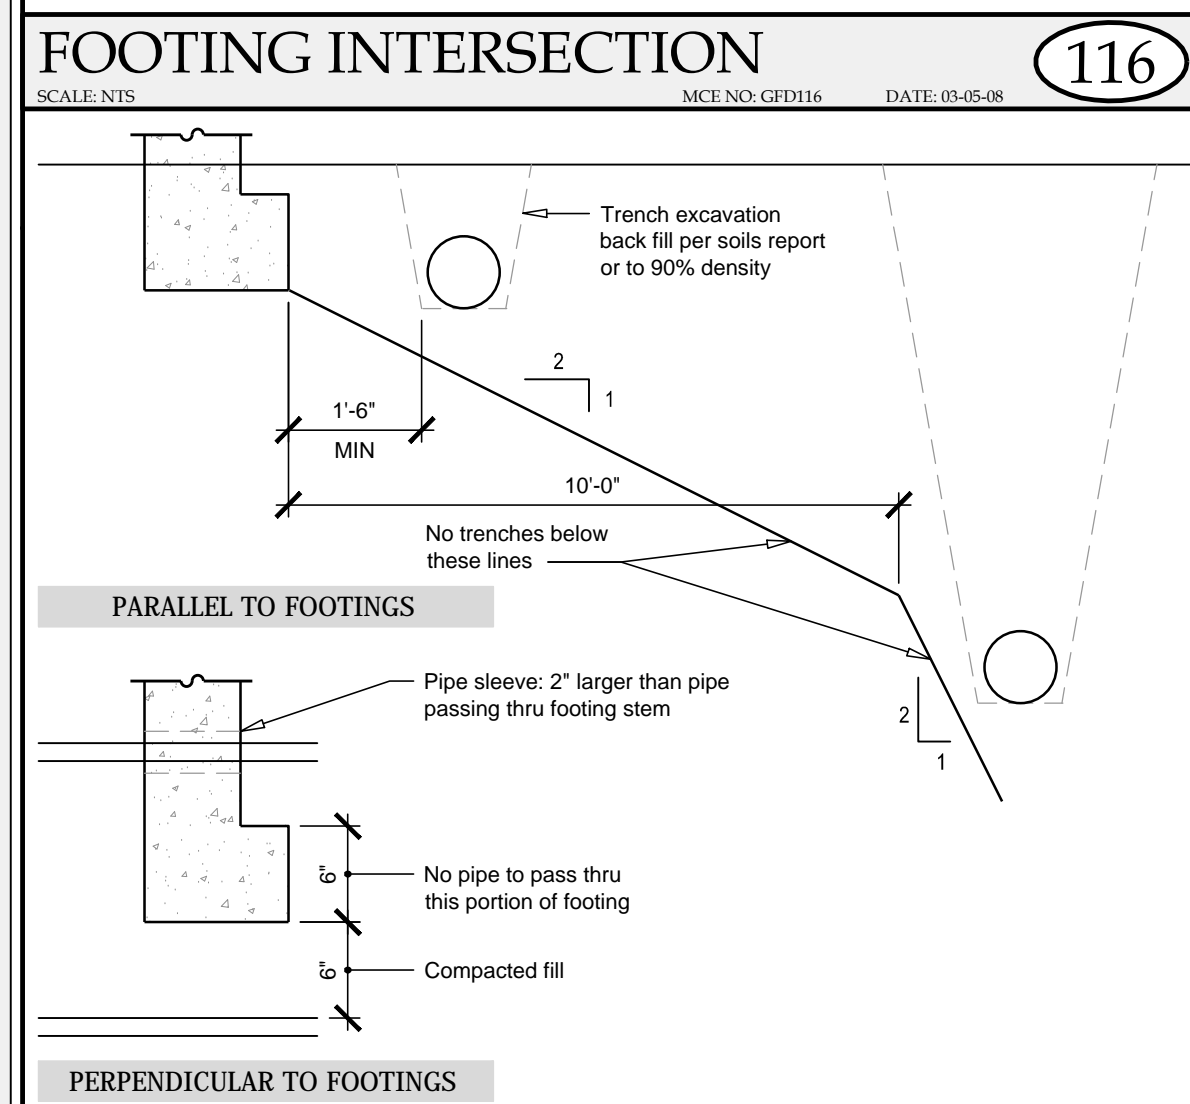 FOOTING INTERSECTION
116
SCALE: NTS
MCE NO: GFD116
DATE: 03-05-08
Trench excavation
back fill per soils report
or to 90% density
2
1
1'-6"
MIN
10'-0"
No trenches below
these lines
PARALLEL TO FOOTINGS
Pipe sleeve: 2" larger than pipe
passing thru footing stem
2
1
6"
No pipe to pass thru
this portion of footing
6"
Compacted fill
PERPENDICULAR TO FOOTINGS